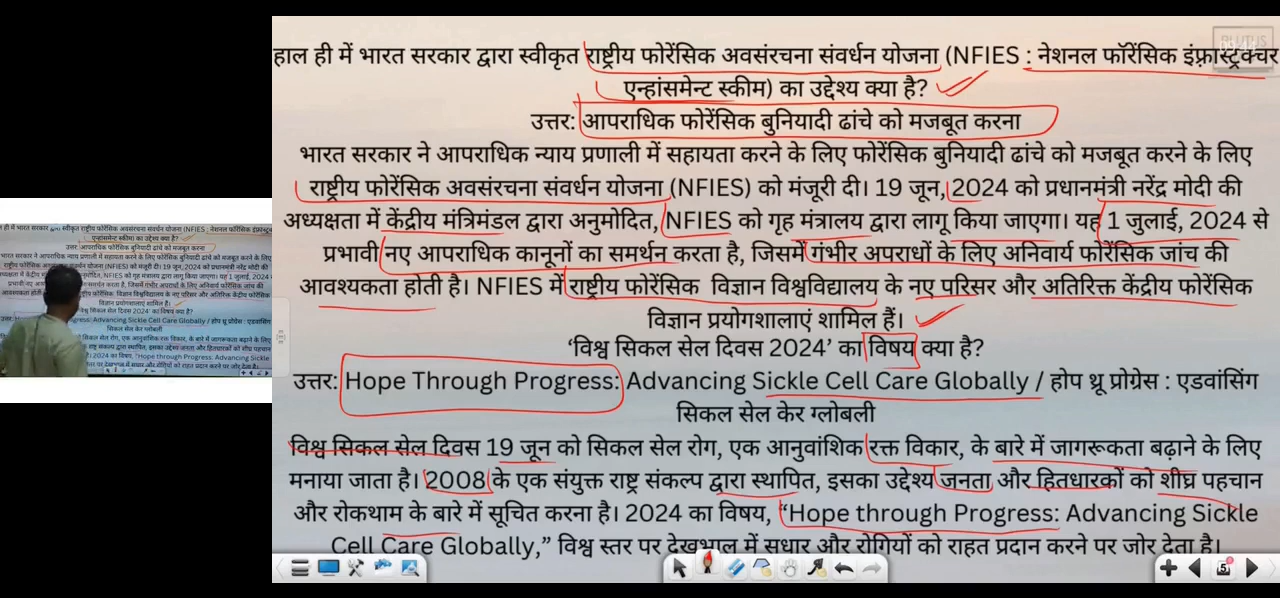 हाल ही में भारत सरकार द्वारा स्वीकृत राष्ट्रीय फोरेंसिक अवसंरचना संवर्धन योजना (NFIES : नेशनल फॉरेंसिक इंफ़्रास्ट्रक्चर
एन्हांसमेन्ट स्कीम) का उद्देश्य क्या है?
उत्तर: आपराधिक फोरेंसिक बुनियादी ढांचे को मजबूत करना
भारत सरकार ने आपराधिक न्याय प्रणाली में सहायता करने के लिए फोरेंसिक बुनियादी ढांचे को मजबूत करने के लिए
राष्ट्रीय फोरेंसिक अवसंरचना संवर्धन योजना (NFIES) को मंजूरी दी। 19 जून, 2024 को प्रधानमंत्री नरेंद्र मोदी की
अध्यक्षता में केंद्रीय मंत्रिमंडल द्वारा अनुमोदित, NFIES को गृह मंत्रालय द्वारा लागू किया जाएगा। यह 1 जुलाई, 2024 से
प्रभावी नए आपराधिक कानूनों का समर्थन करता है, जिसमें गंभीर अपराधों के लिए अनिवार्य फोरेंसिक जांच की
आवश्यकता होती है। NFIES में राष्ट्रीय फोरेंसिक विज्ञान विश्वविद्यालय के नए परिसर और अतिरिक्त केंद्रीय फोरेंसिक
विज्ञान प्रयोगशालाएं शामिल हैं।
‘विश्व सिकल सेल दिवस 2024’ का विषय क्या है?
उत्तर: Hope Through Progress: Advancing Sickle Cell Care Globally / होप थ्रू प्रोग्रेस : एडवांसिंग
सिकल सेल केर ग्लोबली
विश्व सिकल सेल दिवस 19 जून को सिकल सेल रोग, एक आनुवांशिक रक्त विकार, के बारे में जागरूकता बढ़ाने के लिए
मनाया जाता है। 2008 के एक संयुक्त राष्ट्र संकल्प द्वारा स्थापित, इसका उद्देश्य जनता और हितधारकों को शीघ्र पहचान
और रोकथाम के बारे में सूचित करना है। 2024 का विषय, “Hope through Progress: Advancing Sickle
Cell Care Globally,” विश्व स्तर पर देखभाल में सुधार और रोगियों को राहत प्रदान करने पर जोर देता है।